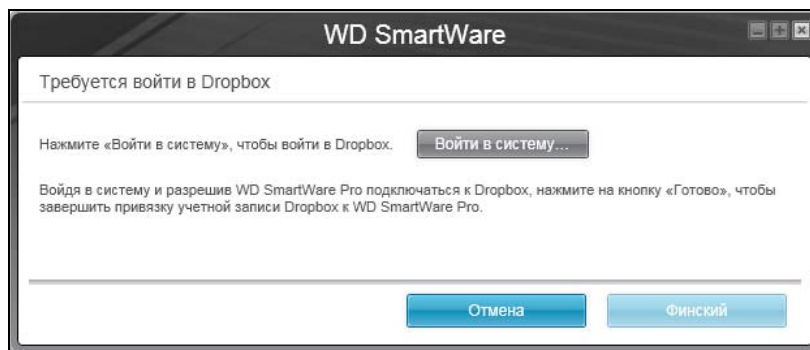 WD SmartWare
Требуется войти в Dropbox
Нажмите «Войти в систему», чтобы войти в Dropbox. Войти в систему...
Войдя в систему и разрешив WD SmartWare Pro подключаться к Dropbox, нажмите на кнопку «Готово», чтобы
завершить привязку учетной записи Dropbox к WD SmartWare Pro.
Отмена Финский